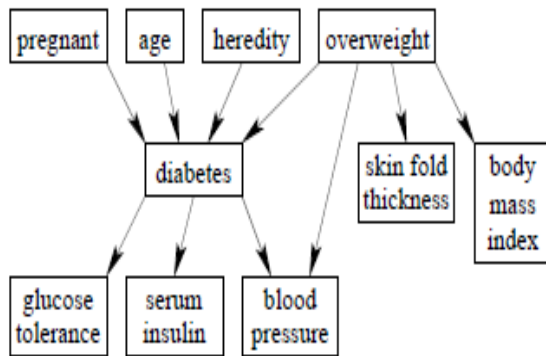 pregnant
age
heredity
overweight
diabetes
skin fold
thickness
body
mass
index
glucose
tolerance
serum
insulin
blood
pressure